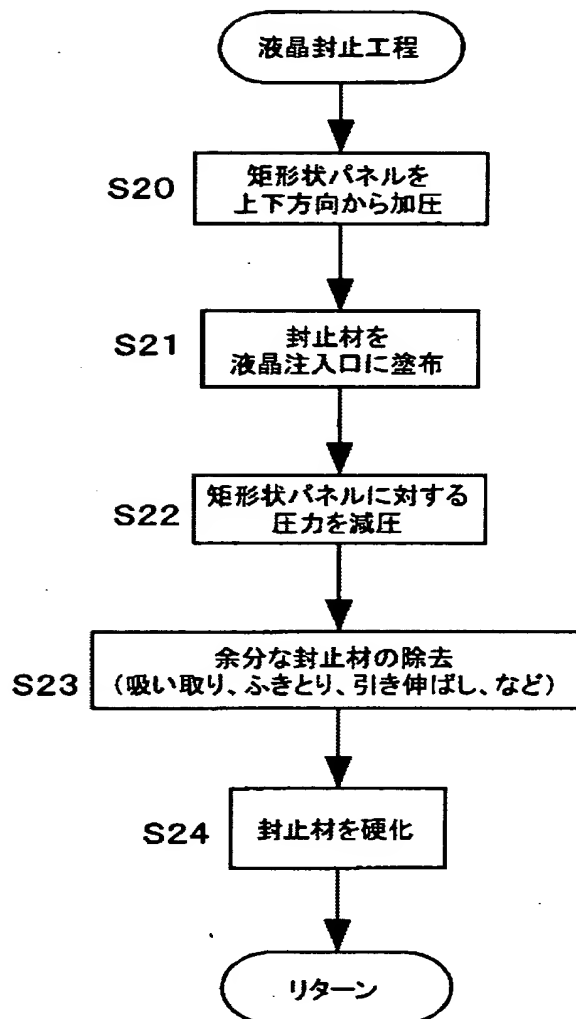 液晶封止工程
S20
矩形状パネルを
上下方向から加圧
S21
封止材を
液晶注入口に塗布
S22
矩形状パネルに対する
圧力を減圧
S23
余分な封止材の除去
(吸い取り、ふきとり、引き伸ばし、など)
S24
封止材を硬化
リターン